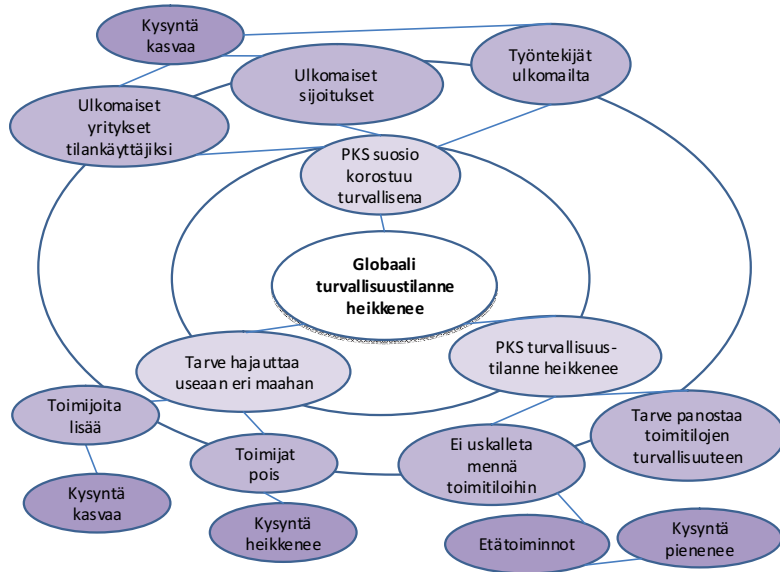 Kysyntä
kasvaa
Työntekijät
ulkomailta
Ulkomaiset
sijoitukset
Ulkomaiset
yritykset
tilankäyttäjiksi
PKS suosio
korostuu
turvallisena
Globaali
turvallisuustilanne
heikkenee
Tarve hajauttaa
useaan eri maahan
PKS turvallisuus-
tilanne heikkenee
Toimijoita
lisää
Toimijat
pois
Ei uskalleta
mennä
toimitiloihin
Tarve panostaa
toimitilojen
turvallisuuteen
Kysyntä
kasvaa
Kysyntä
heikkenee
Etätoiminnot
Kysyntä
pienenee